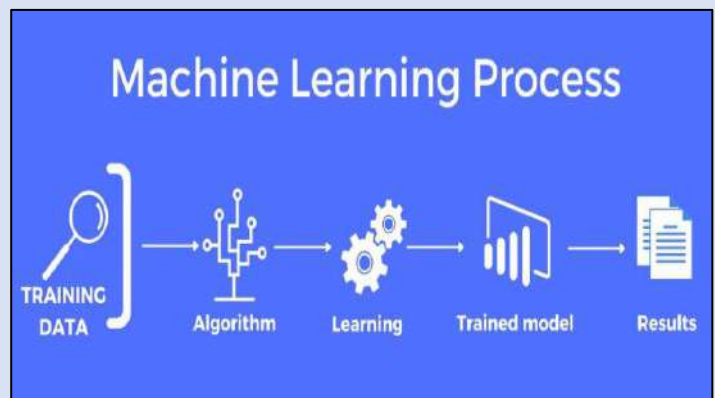 Machine Learning Process
TRAINING
DATA
Algorithm
Learning
Trained model
Results